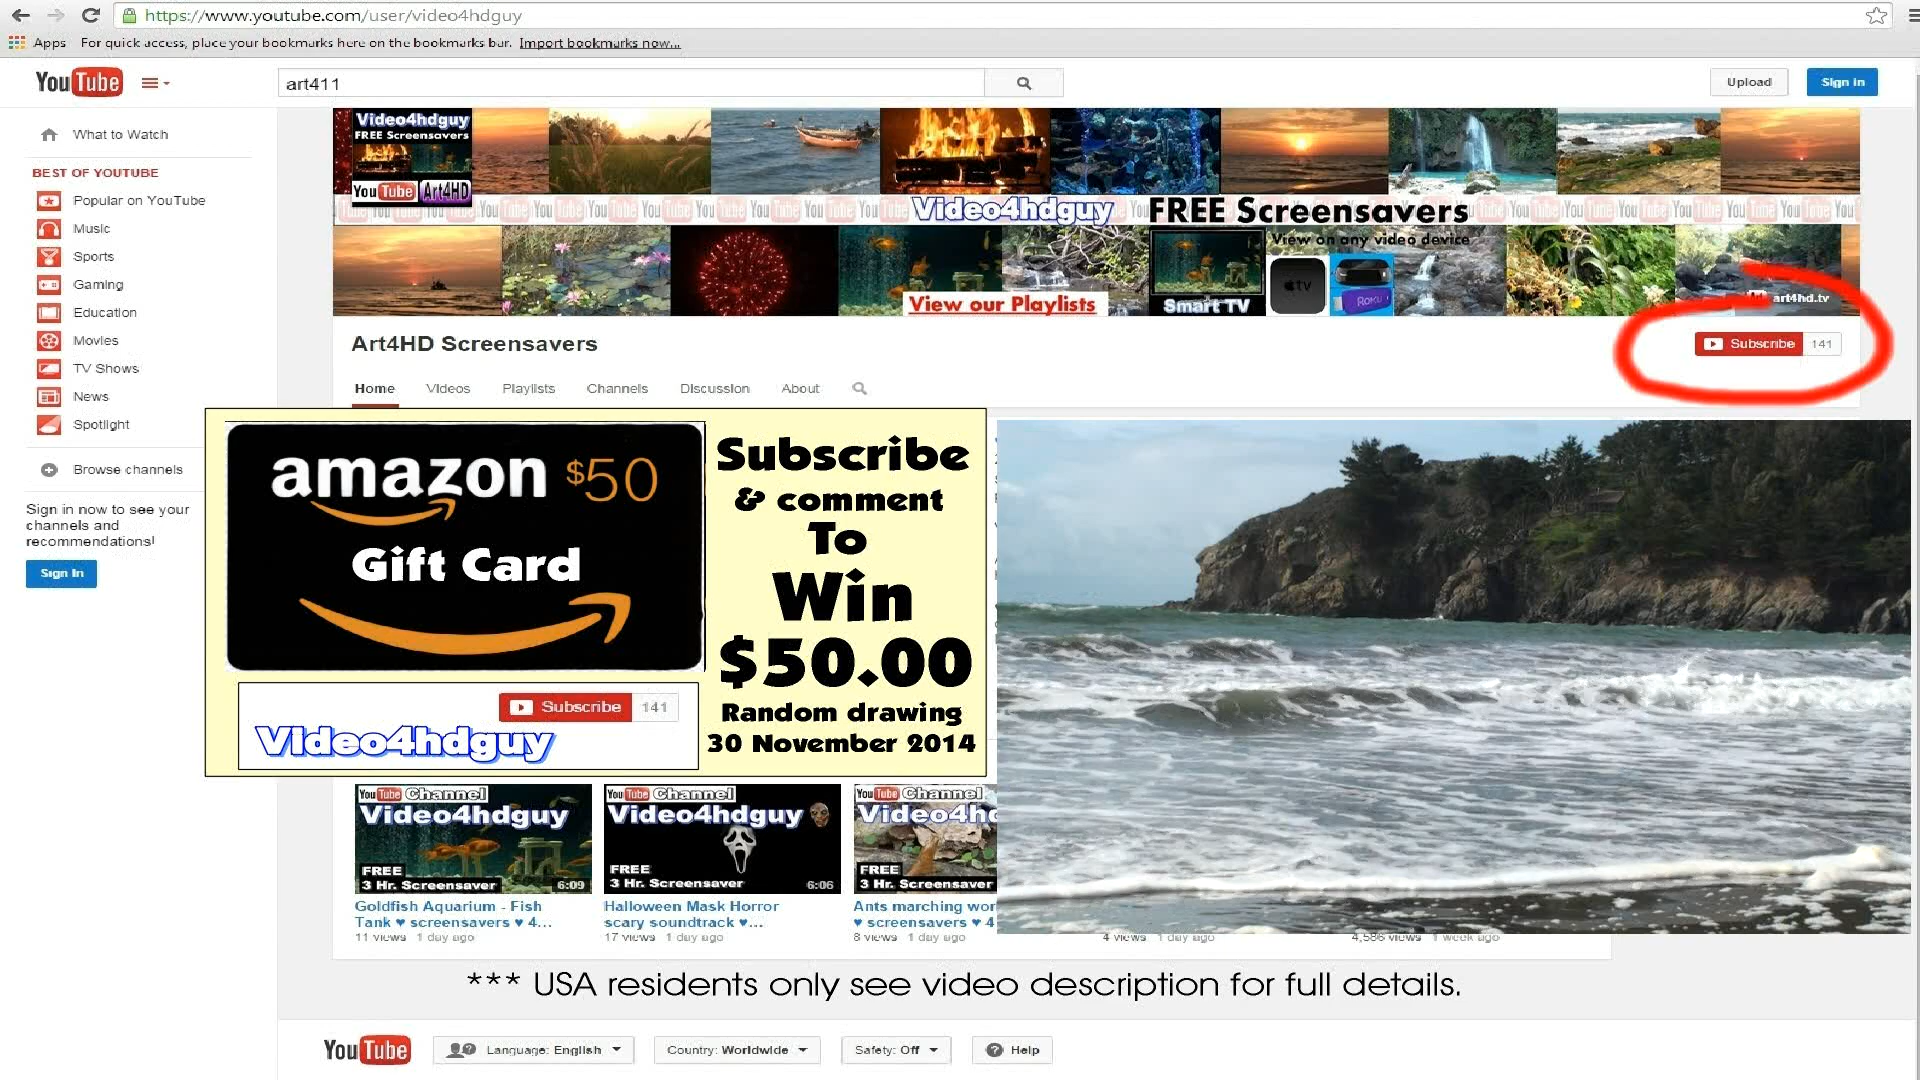 https://www.youtube.com/user/video4hdguy
Apps For quick access, place your bookmarks here on the bookmarks bar. Import bookmarks now...
YouTube
art411
Upload
Sign In
What to Watch
BEST OF YOUTUBE
Popular on YouTube
Music
Sports
Gaming
Education
Movies
TV Shows
News
Spotlight
Browse channels
Sign in now to see your
channels and
recommendations!
Sign In
Video4hdguy
FREE Screensavers
YouTube Art4HD
Video4hdguy FREE Screensavers
View on any video device
View our Playlists
Smart TV
tv
Roku
art4hd.tv
Art4HD Screensavers
Subscribe 141
Home Videos Playlists Channels Discussion About
amazon $50
Gift Card
Subscribe 141
Video4hdguy
Subscribe
& comment
To
Win
$50.00
Random drawing
30 November 2014
YouTube Channel
Video4hdguy
FREE
3 Hr. Screensaver
6:09
Goldfish Aquarium - Fish
Tank ♥ screensavers ♥ 4...
11 views 1 day ago
YouTube Channel
Video4hdguy
FREE
3 Hr. Screensaver
6:06
Halloween Mask Horror
scary soundtrack ♥...
17 views 1 day ago
YouTube Channel
Video4hd
FREE
3 Hr. Screensaver
Ants marching wor
♥ screensavers ♥ 4
8 views 1 day ago
4 views 1 day ago
4,586 views 1 week ago
*** USA residents only see video description for full details.
YouTube
Language: English
Country: Worldwide
Safety: Off
Help